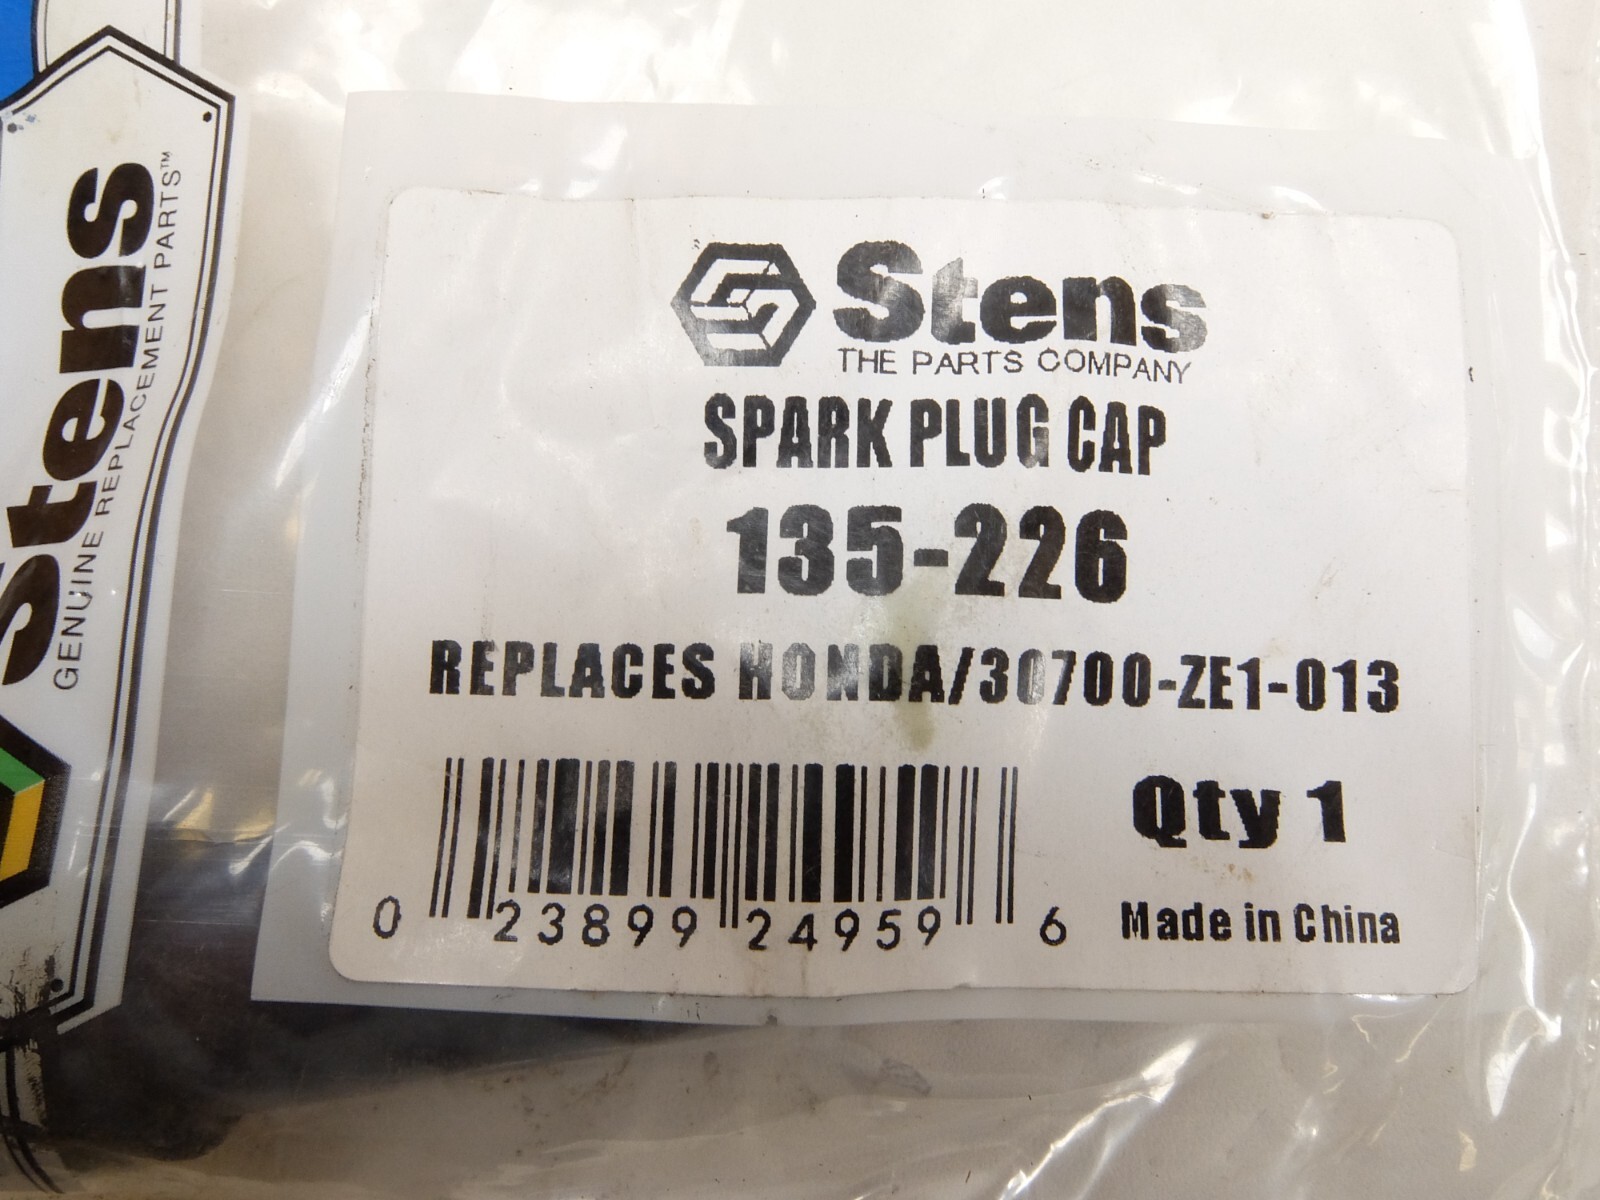 Stens
GENUINE REPLACEMENT PARTS™
Stens
THE PARTS COMPANY
SPARK PLUG CAP
135-226
REPLACES HONDA/30700-ZE1-013
Qty 1
0 23899 24959 6
Made in China